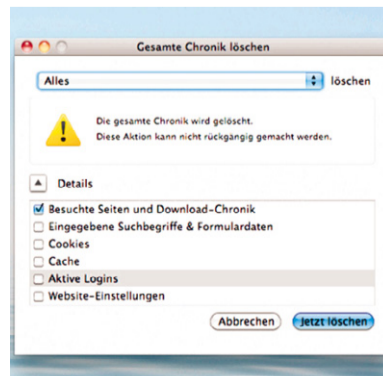 Gesamte Chronik löschen
Alles löschen
Die gesamte Chronik wird gelöscht.
Diese Aktion kann nicht rückgängig gemacht werden.
Details
Besuchte Seiten und Download-Chronik
Eingegebene Suchbegriffe & Formulardaten
Cookies
Cache
Aktive Logins
Website-Einstellungen
Abbrechen Jetzt löschen